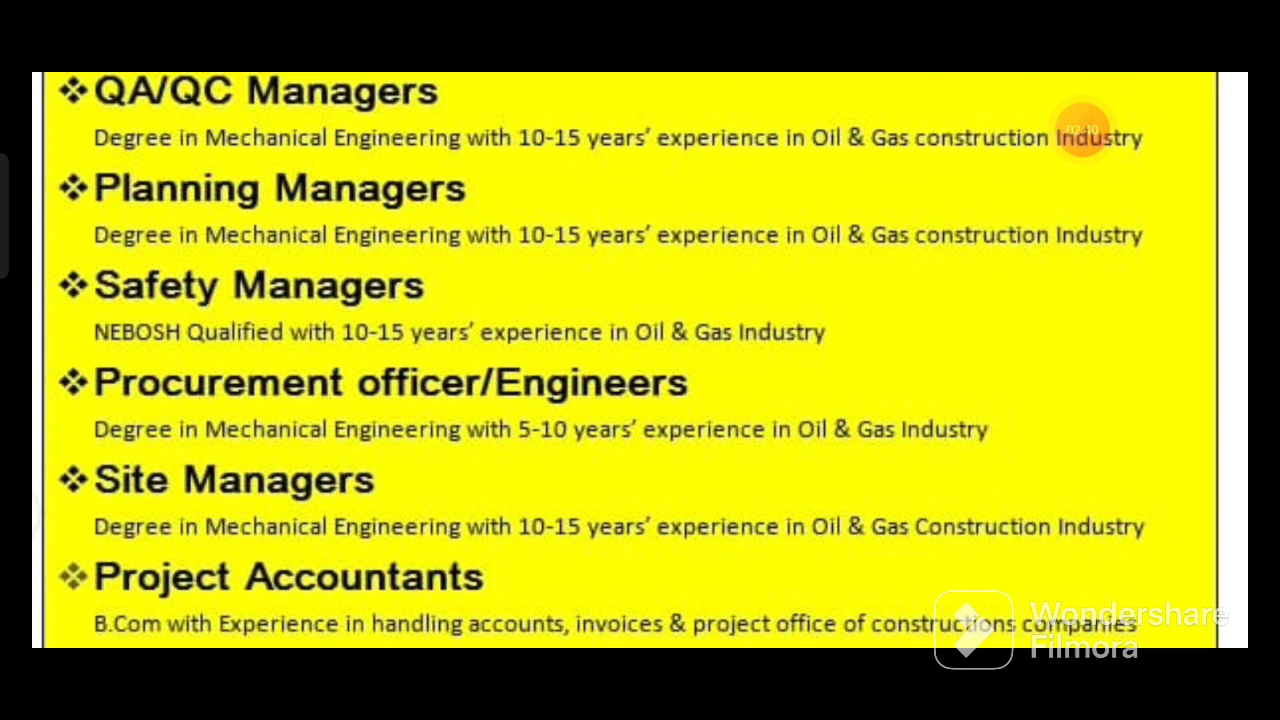 ❖ QA/QC Managers
Degree in Mechanical Engineering with 10-15 years’ experience in Oil & Gas construction Industry
02:40
❖ Planning Managers
Degree in Mechanical Engineering with 10-15 years’ experience in Oil & Gas construction Industry
❖ Safety Managers
NEBOSH Qualified with 10-15 years’ experience in Oil & Gas Industry
❖ Procurement officer/Engineers
Degree in Mechanical Engineering with 5-10 years’ experience in Oil & Gas Industry
❖ Site Managers
Degree in Mechanical Engineering with 10-15 years’ experience in Oil & Gas Construction Industry
❖ Project Accountants
B.Com with Experience in handling accounts, invoices & project office of constructions companies
Wondershare
Filmora